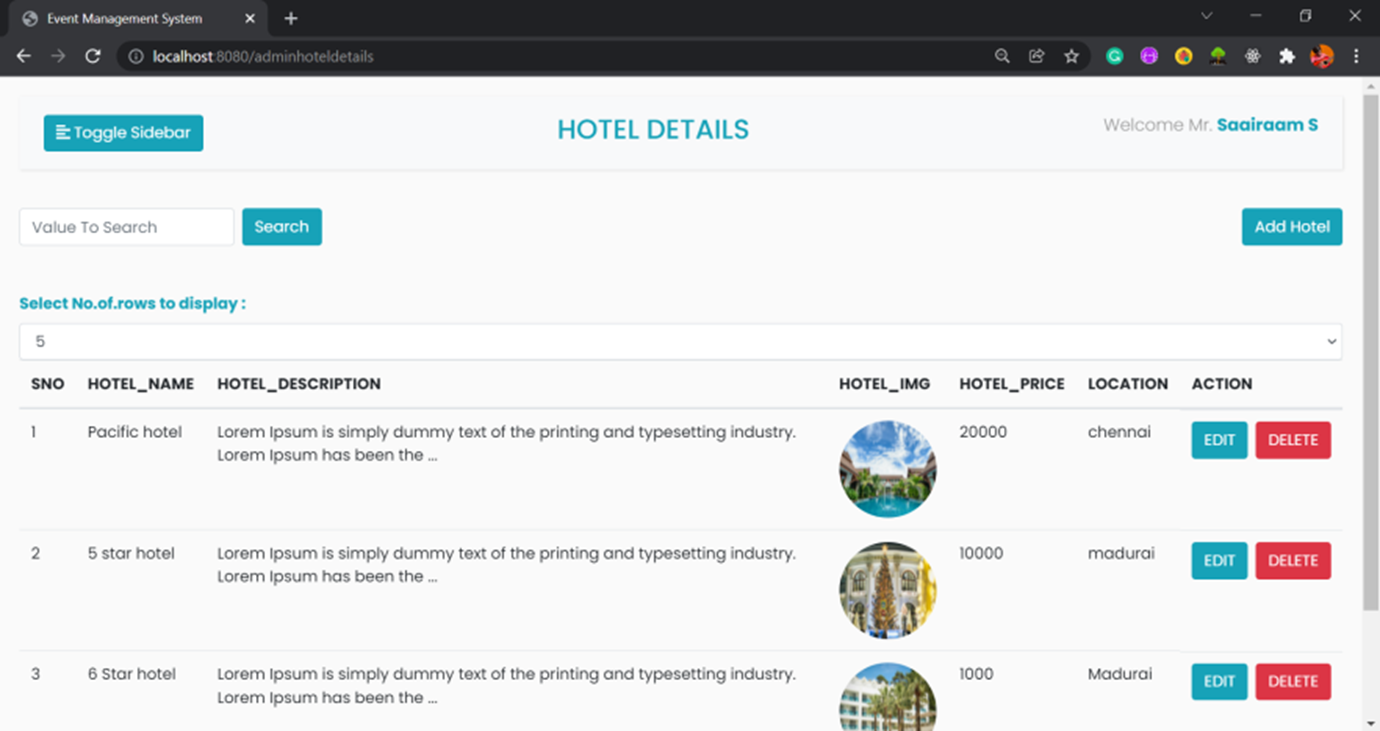 Event Management System
localhost:8080/adminhoteldetails
Toggle Sidebar
HOTEL DETAILS
Welcome Mr. Saairaam S
Value To Search
Search
Add Hotel
Select No.of.rows to display :
5
SNO HOTEL_NAME HOTEL_DESCRIPTION HOTEL_IMG HOTEL_PRICE LOCATION ACTION
1 Pacific hotel Lorem Ipsum is simply dummy text of the printing and typesetting industry. 20000 chennai EDIT DELETE
Lorem Ipsum has been the ...
2 5 star hotel Lorem Ipsum is simply dummy text of the printing and typesetting industry. 10000 madurai EDIT DELETE
Lorem Ipsum has been the ...
3 6 Star hotel Lorem Ipsum is simply dummy text of the printing and typesetting industry. 1000 Madurai EDIT DELETE
Lorem Ipsum has been the ...